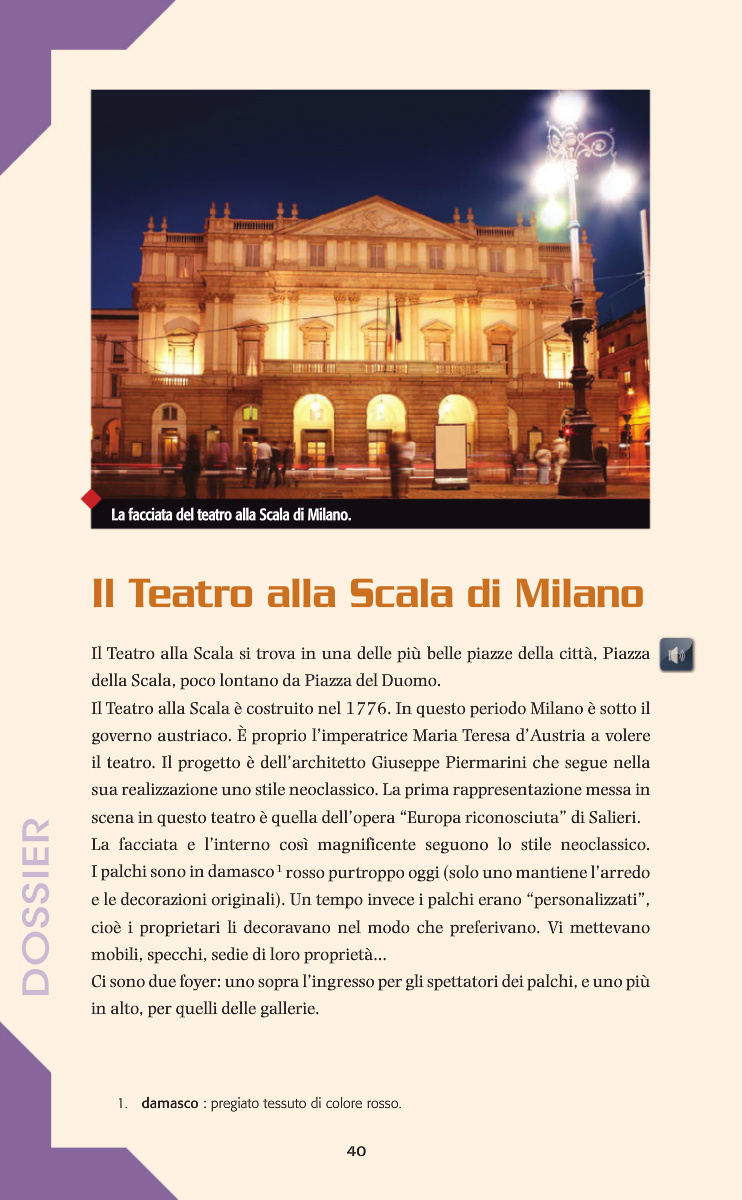 La facciata del teatro alla Scala di Milano.
Il Teatro alla Scala di Milano
Il Teatro alla Scala si trova in una delle più belle piazze della città, Piazza
della Scala, poco lontano da Piazza del Duomo.
Il Teatro alla Scala è costruito nel 1776. In questo periodo Milano è sotto il
governo austriaco. È proprio l'imperatrice Maria Teresa d'Austria a volere
il teatro. Il progetto è dell'architetto Giuseppe Piermarini che segue nella
sua realizzazione uno stile neoclassico. La prima rappresentazione messa in
scena in questo teatro è quella dell'opera “Europa riconosciuta” di Salieri.
La facciata e l'interno così magnificente seguono lo stile neoclassico.
I palchi sono in damasco1 rosso purtroppo oggi (solo uno mantiene l'arredo
e le decorazioni originali). Un tempo invece i palchi erano “personalizzati”,
cioè i proprietari li decoravano nel modo che preferivano. Vi mettevano
mobili, specchi, sedie di loro proprietà...
Ci sono due foyer: uno sopra l'ingresso per gli spettatori dei palchi, e uno più
in alto, per quelli delle gallerie.
DOSSIER
1. damasco : pregiato tessuto di colore rosso.
40